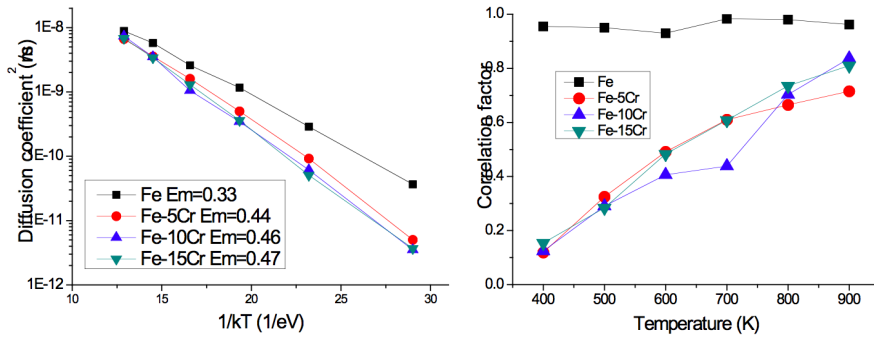 Diffusion coefficient (m²/s)
1E-8
1E-9
1E-10
1E-11
1E-12
Fe Em=0.33
Fe-5Cr Em=0.44
Fe-10Cr Em=0.46
Fe-15Cr Em=0.47
10 15 20 25 30
1/kT (1/eV)
Correlation factor
1.0
0.8
0.6
0.4
0.2
0.0
Fe
Fe-5Cr
Fe-10Cr
Fe-15Cr
400 500 600 700 800 900
Temperature (K)